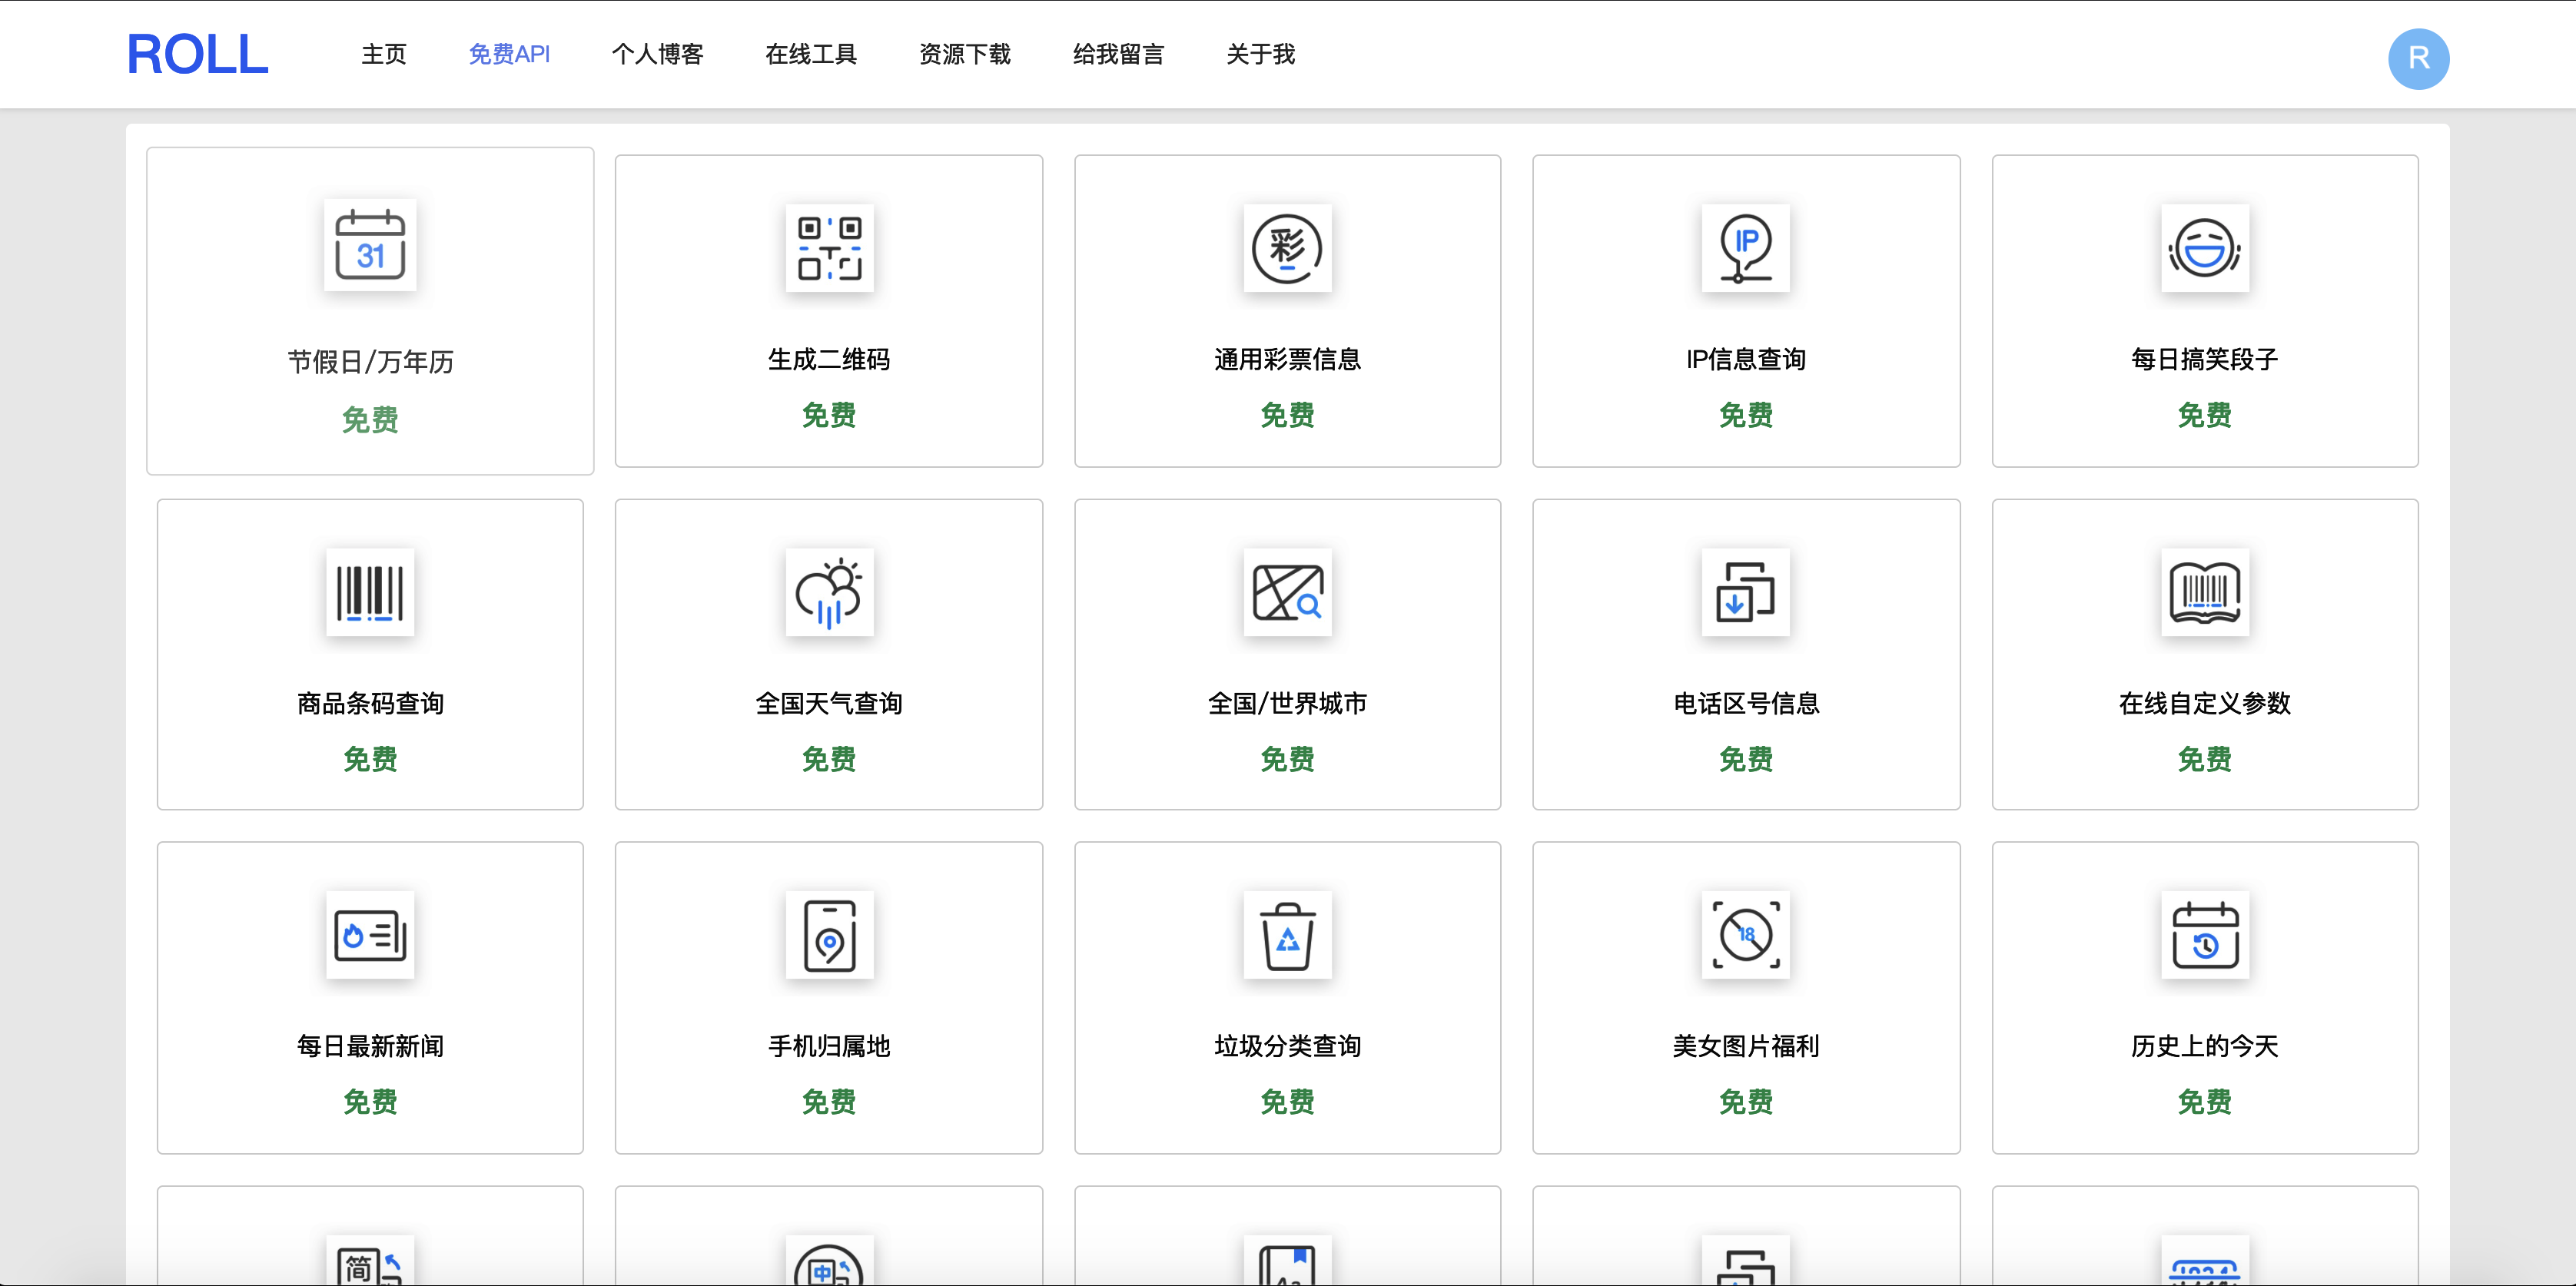 ROLL 主页 免费API 个人博客 在线工具 资源下载 给我留言 关于我 R
31 彩 IP
节假日/万年历 生成二维码 通用彩票信息 IP信息查询 每日搞笑段子
免费 免费 免费 免费 免费
商品条码查询 全国天气查询 全国/世界城市 电话区号信息 在线自定义参数
免费 免费 免费 免费 免费
18
每日最新新闻 手机归属地 垃圾分类查询 美女图片福利 历史上的今天
免费 免费 免费 免费 免费
简 中